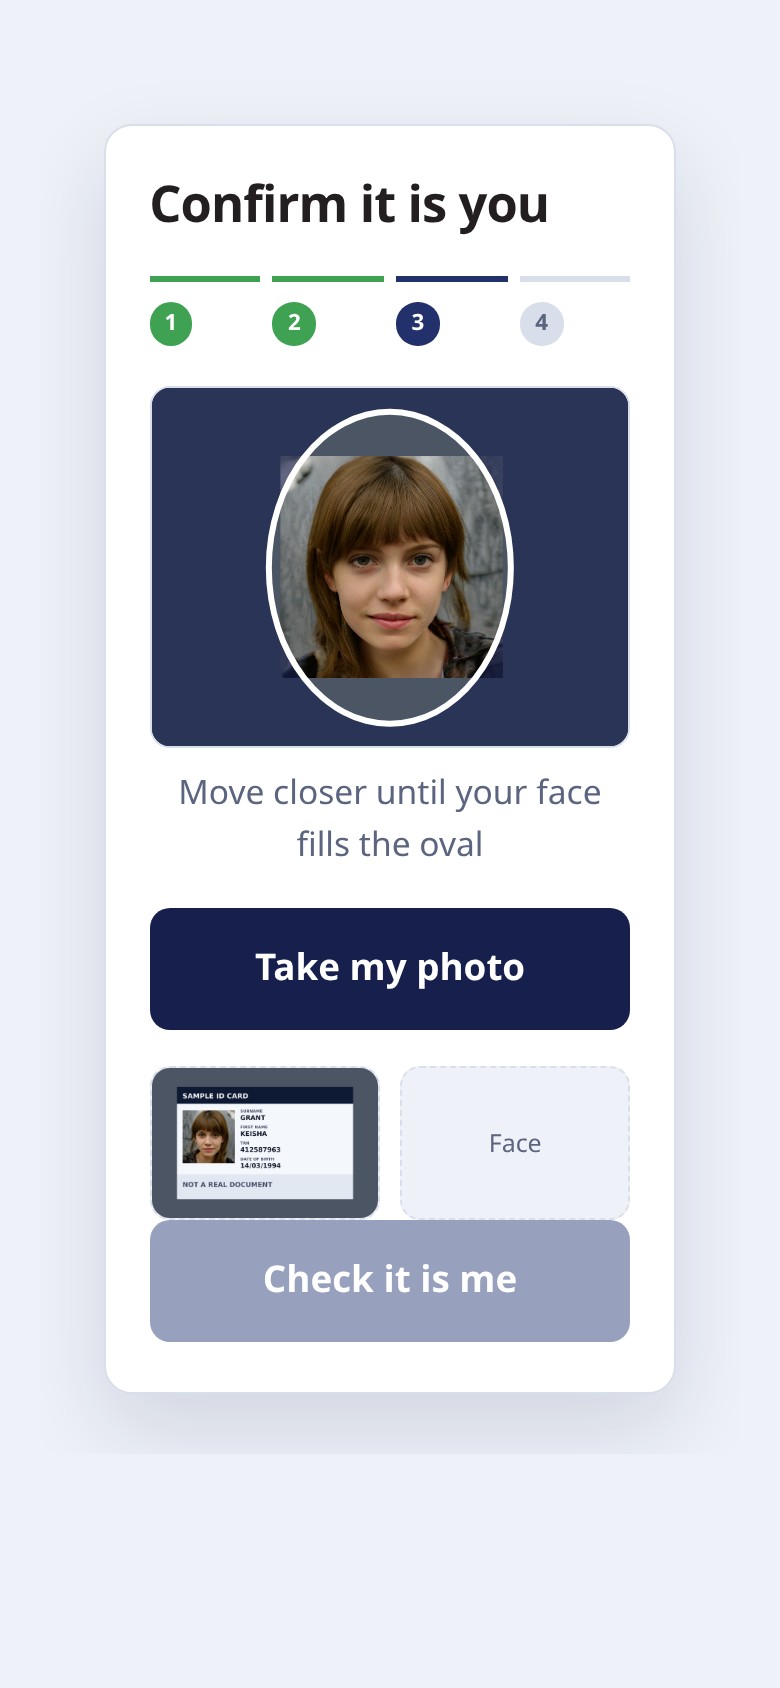 Confirm it is you
1
2
3
4
Move closer until your face
fills the oval
Take my photo
SAMPLE ID CARD
SURNAME
GRANT
FIRST NAME
KEISHA
TRN
412587963
DATE OF BIRTH
14/03/1994
NOT A REAL DOCUMENT
Face
Check it is me